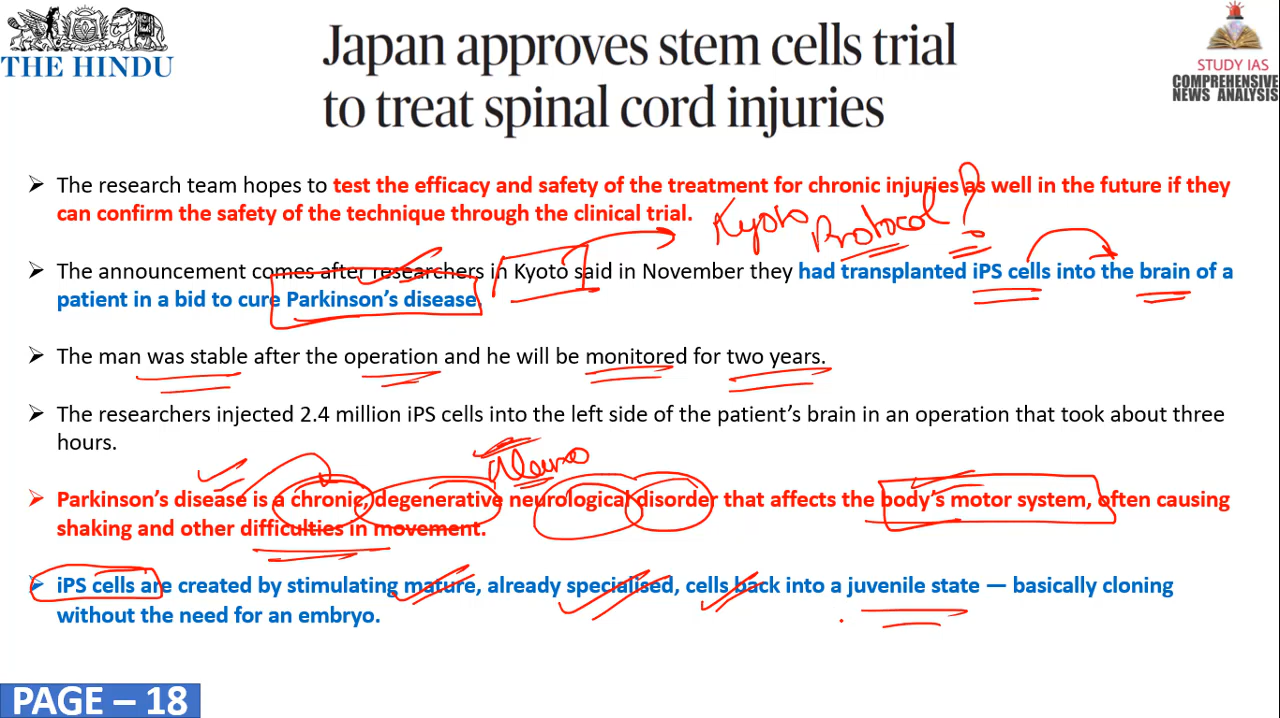 THE HINDU
Japan approves stem cells trial
to treat spinal cord injuries
STUDY IAS
COMPREHENSIVE
NEWS ANALYSIS
➢ The research team hopes to test the efficacy and safety of the treatment for chronic injuries as well in the future if they
can confirm the safety of the technique through the clinical trial.
Kyoto Protocol ?
➢ The announcement comes after researchers in Kyoto said in November they had transplanted iPS cells into the brain of a
patient in a bid to cure Parkinson's disease.
➢ The man was stable after the operation and he will be monitored for two years.
➢ The researchers injected 2.4 million iPS cells into the left side of the patient's brain in an operation that took about three
hours.
➢ Parkinson's disease is a chronic, degenerative neurological disorder that affects the body's motor system, often causing
shaking and other difficulties in movement.
➢ iPS cells are created by stimulating mature, already specialised, cells back into a juvenile state — basically cloning
without the need for an embryo.
PAGE – 18